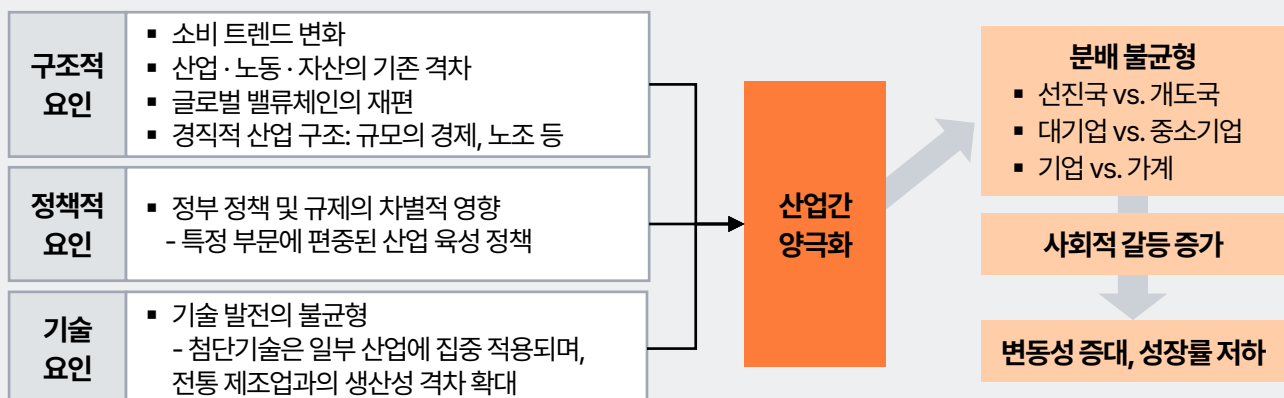 구조적
요인
▪ 소비 트렌드 변화
▪ 산업·노동·자산의 기존 격차
▪ 글로벌 밸류체인의 재편
▪ 경직적 산업 구조: 규모의 경제, 노조 등
정책적
요인
▪ 정부 정책 및 규제의 차별적 영향
- 특정 부문에 편중된 산업 육성 정책
기술
요인
▪ 기술 발전의 불균형
- 첨단기술은 일부 산업에 집중 적용되며,
전통 제조업과의 생산성 격차 확대
산업간
양극화
분배 불균형
▪ 선진국 vs. 개도국
▪ 대기업 vs. 중소기업
▪ 기업 vs. 가계
사회적 갈등 증가
변동성 증대, 성장률 저하